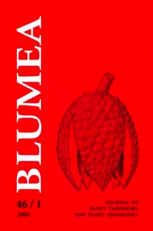 BLUMEA
46 / 1
2001
JOURNAL OF
PLANT TAXONOMY
AND PLANT GEOGRAPHY